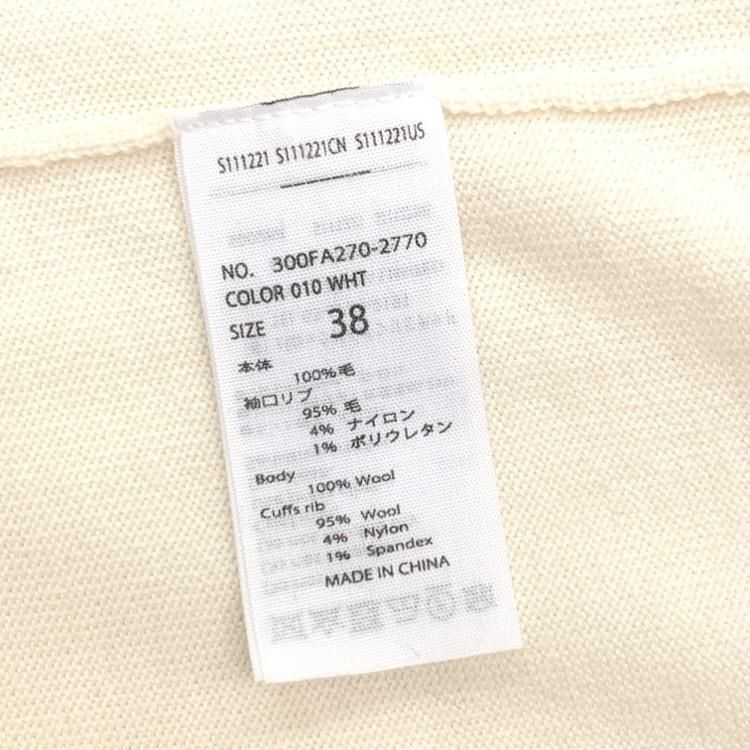 S111221 S111221CN S111221US
NO. 300FA270-2770
COLOR 010 WHT
SIZE 38
本体
100%毛
袖口リブ
95% 毛
4% ナイロン
1% ポリウレタン
Body
100% Wool
Cuffs rib
95% Wool
4% Nylon
1% Spandex
MADE IN CHINA